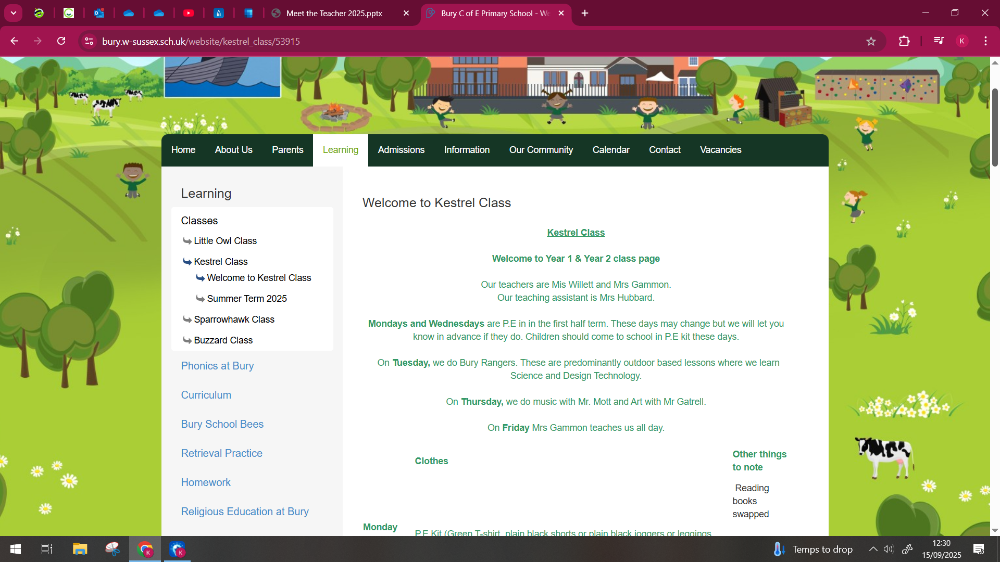 Meet the Teacher 2025.pptx
Bury C of E Primary School - We
bury.w-sussex.sch.uk/website/kestrel_class/53915
K
Home About Us Parents Learning Admissions Information Our Community Calendar Contact Vacancies
Learning
Classes
Little Owl Class
Kestrel Class
Welcome to Kestrel Class
Summer Term 2025
Sparrowhawk Class
Buzzard Class
Phonics at Bury
Curriculum
Bury School Bees
Retrieval Practice
Homework
Religious Education at Bury
Welcome to Kestrel Class
Kestrel Class
Welcome to Year 1 & Year 2 class page
Our teachers are Mis Willett and Mrs Gammon.
Our teaching assistant is Mrs Hubbard.
Mondays and Wednesdays are P.E in in the first half term. These days may change but we will let you
know in advance if they do. Children should come to school in P.E kit these days.
On Tuesday, we do Bury Rangers. These are predominantly outdoor based lessons where we learn
Science and Design Technology.
On Thursday, we do music with Mr. Mott and Art with Mr Gatrell.
On Friday Mrs Gammon teaches us all day.
Clothes
Other things
to note
Reading
books
swapped
Monday
P.E Kit (Green T-shirt, plain black shorts or plain black joggers or leggings
K
K
Temps to drop
12:30
15/09/2025